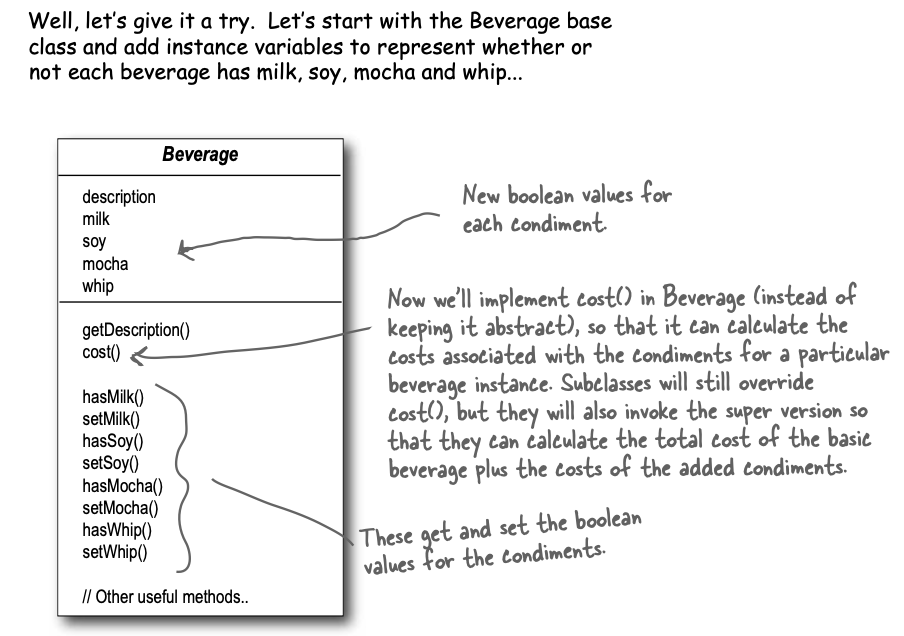 Well, let's give it a try. Let's start with the Beverage base
class and add instance variables to represent whether or
not each beverage has milk, soy, mocha and whip...
Beverage
description
milk
soy
mocha
whip
New boolean values for
each condiment.
getDescription()
cost()
Now we'll implement cost() in Beverage (instead of
keeping it abstract), so that it can calculate the
costs associated with the condiments for a particular
beverage instance. Subclasses will still override
cost(), but they will also invoke the super version so
that they can calculate the total cost of the basic
beverage plus the costs of the added condiments.
hasMilk()
setMilk()
hasSoy()
setSoy()
hasMocha()
setMocha()
hasWhip()
setWhip()
These get and set the boolean
values for the condiments.
// Other useful methods..